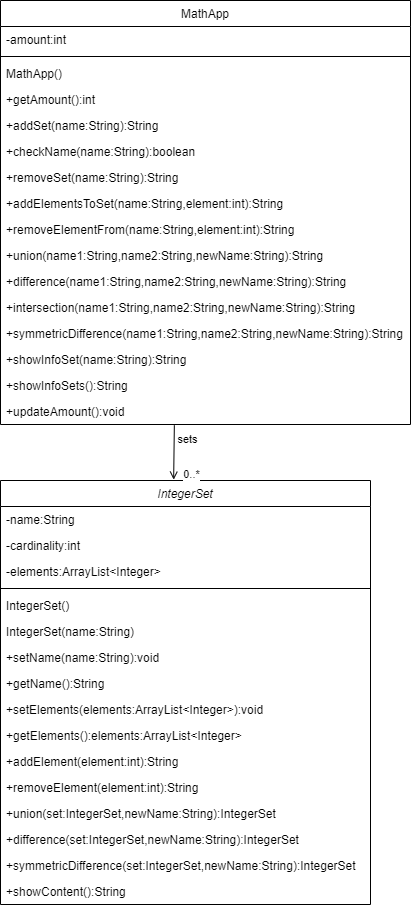 MathApp
-amount:int
MathApp()
+getAmount():int
+addSet(name:String):String
+checkName(name:String):boolean
+removeSet(name:String):String
+addElementsToSet(name:String,element:int):String
+removeElementFrom(name:String,element:int):String
+union(name1:String,name2:String,newName:String):String
+difference(name1:String,name2:String,newName:String):String
+intersection(name1:String,name2:String,newName:String):String
+symmetricDifference(name1:String,name2:String,newName:String):String
+showInfoSet(name:String):String
+showInfoSets():String
+updateAmount():void
sets
0..*
IntegerSet
-name:String
-cardinality:int
-elements:ArrayList<Integer>
IntegerSet()
IntegerSet(name:String)
+setName(name:String):void
+getName():String
+setElements(elements:ArrayList<Integer>):void
+getElements():elements:ArrayList<Integer>
+addElement(element:int):String
+removeElement(element:int):String
+union(set:IntegerSet,newName:String):IntegerSet
+difference(set:IntegerSet,newName:String):IntegerSet
+symmetricDifference(set:IntegerSet,newName:String):IntegerSet
+showContent():String